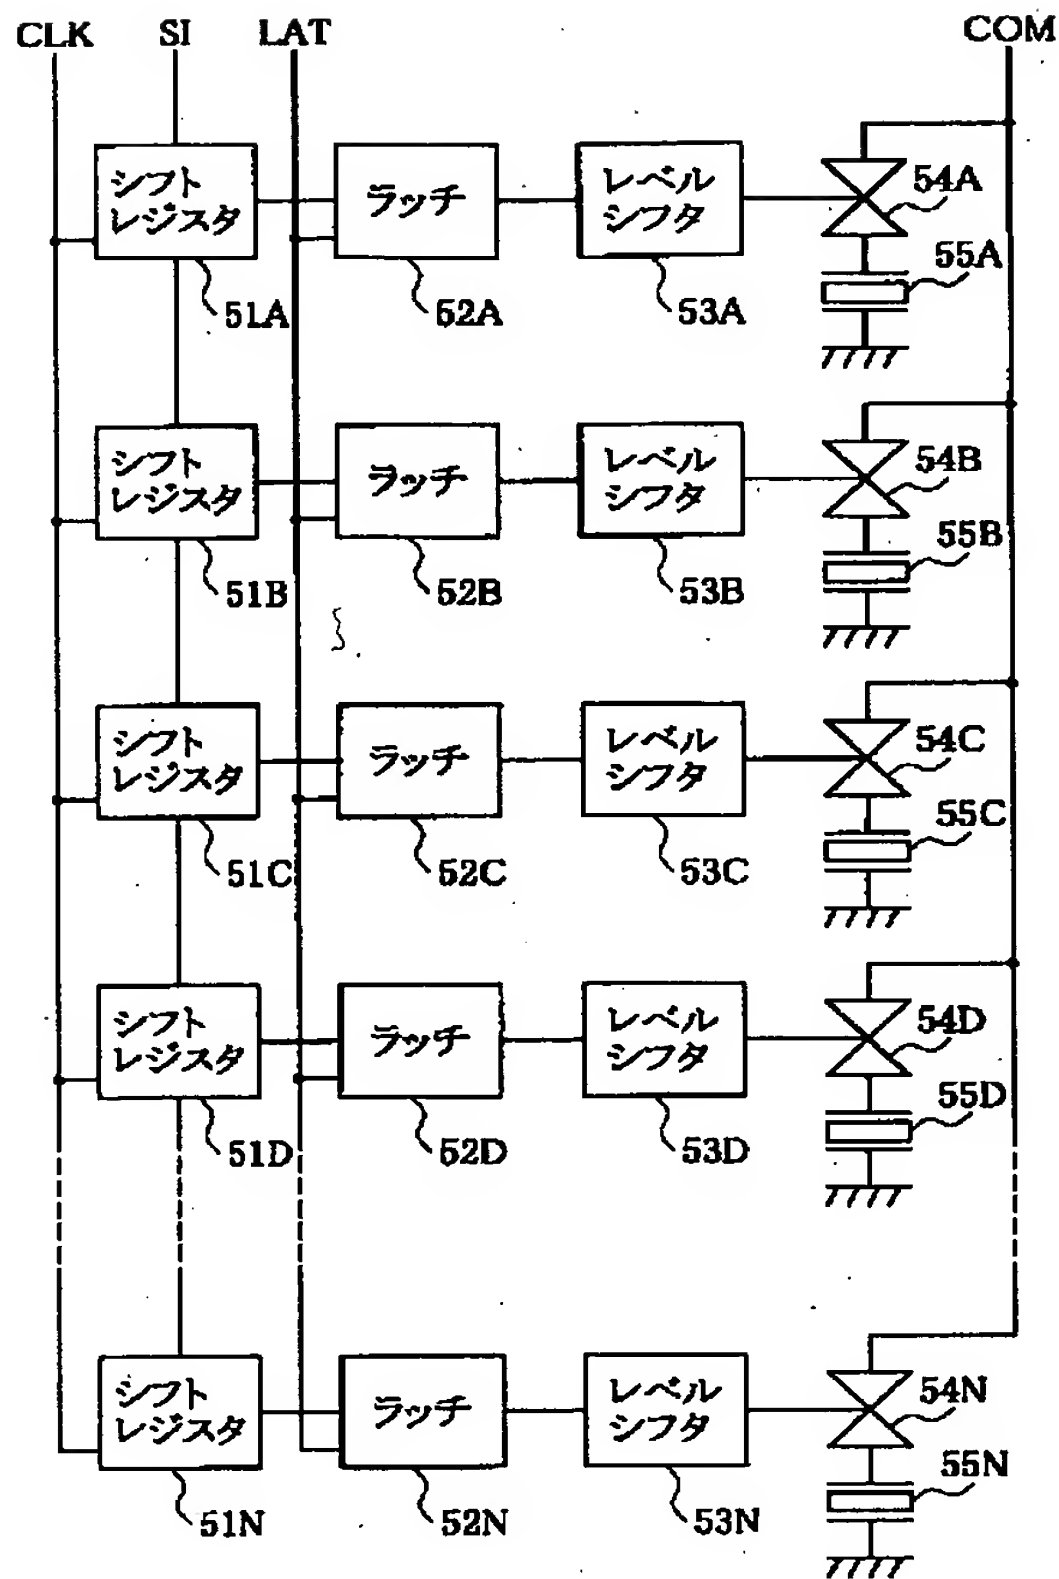 CLK SI LAT COM
シフト
レジスタ
ラッチ
レベル
シフタ
54A
55A
51A
52A
53A
シフト
レジスタ
ラッチ
レベル
シフタ
54B
55B
51B
52B
53B
シフト
レジスタ
ラッチ
レベル
シフタ
54C
55C
51C
52C
53C
シフト
レジスタ
ラッチ
レベル
シフタ
54D
55D
51D
52D
53D
シフト
レジスタ
ラッチ
レベル
シフタ
54N
55N
51N
52N
53N